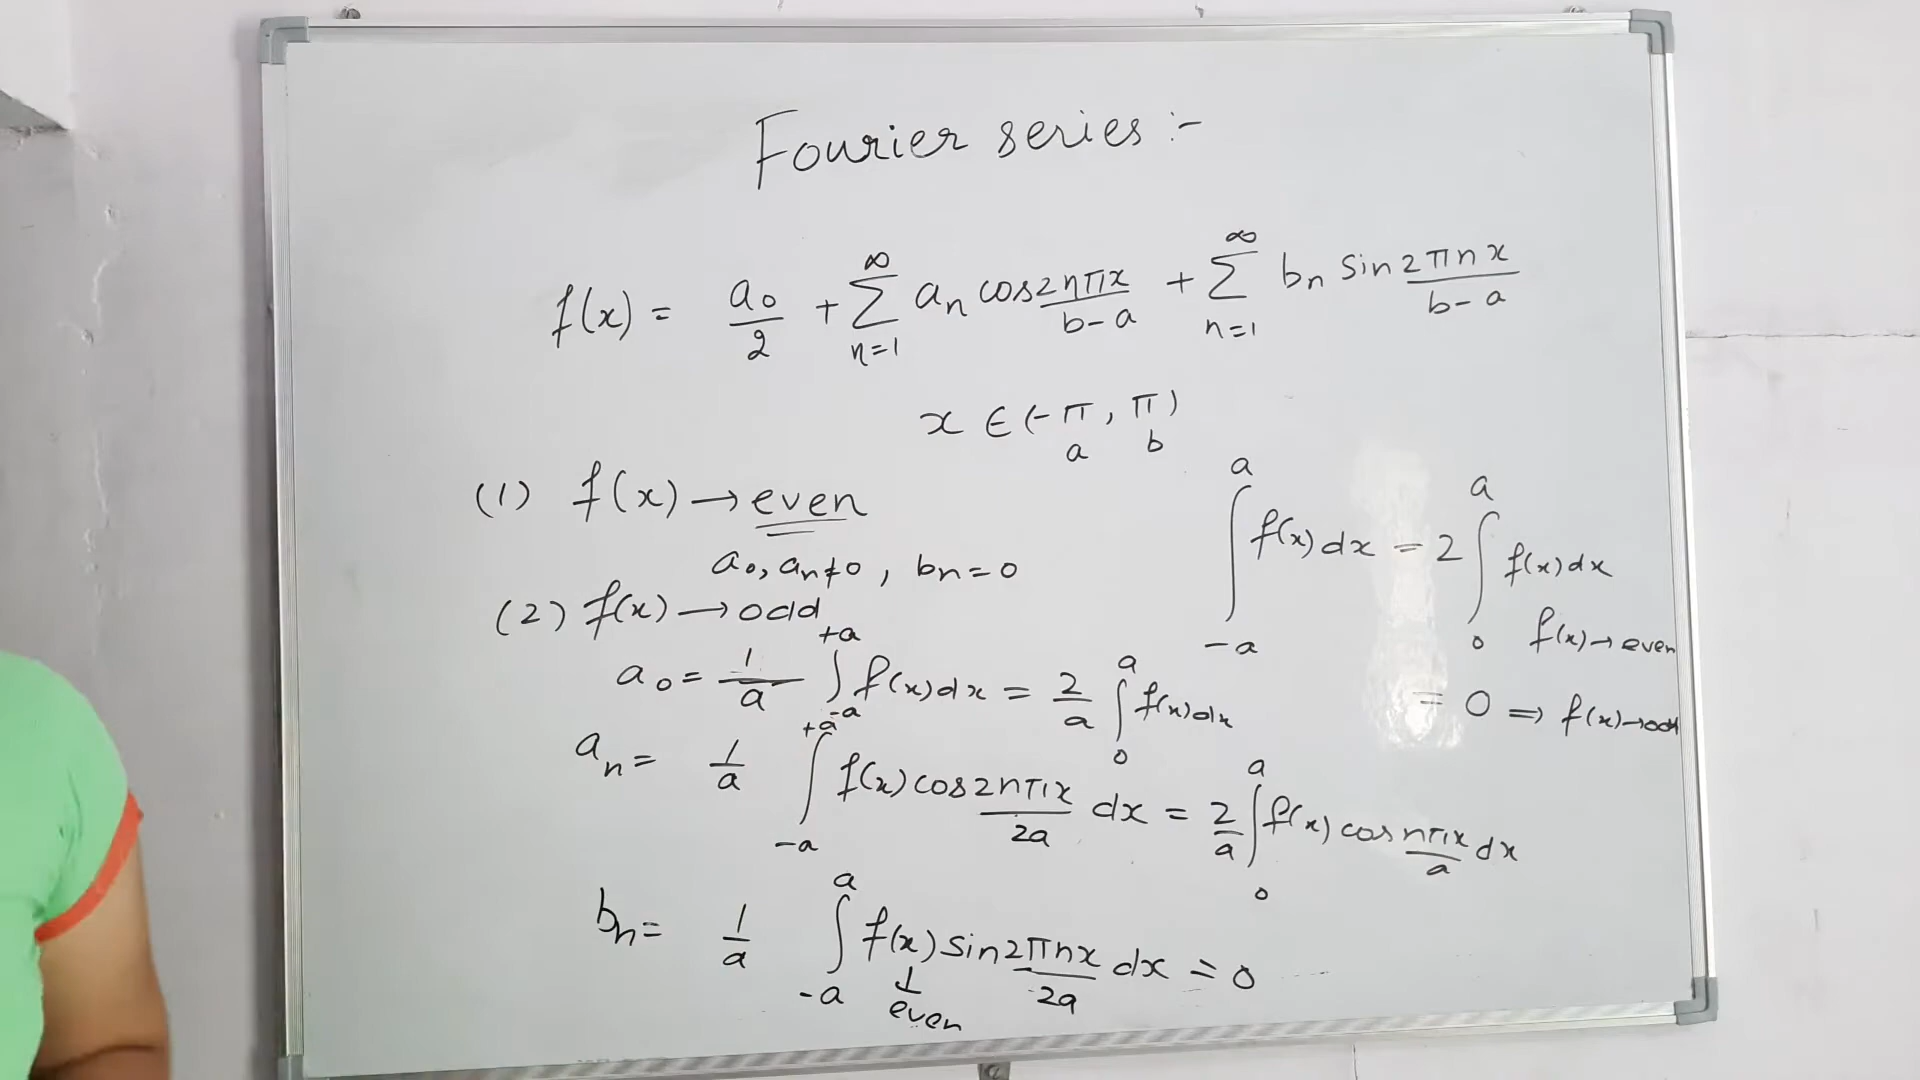 Fourier series :-
f(x) = a₀/2 + ∑_{n=1}^{∞} aₙ cos 2nπx/(b-a) + ∑_{n=1}^{∞} bₙ sin 2πnx/(b-a)
x ∈ (-π, π)
a b
(1) f(x) → even
a₀, aₙ≠0, bₙ=0
∫_{-a}^{a} f(x)dx = 2 ∫_{0}^{a} f(x)dx
f(x) → even
= 0 ⇒ f(x) → odd
(2) f(x) → odd
a₀ = 1/a ∫_{-a}^{+a} f(x)dx = 2/a ∫_{0}^{a} f(x)dx
aₙ = 1/a ∫_{-a}^{+a} f(x) cos 2nπx/2a dx = 2/a ∫_{0}^{a} f(x) cos nπx/a dx
bₙ = 1/a ∫_{-a}^{a} f(x) sin 2πnx/2a dx = 0
↓
even